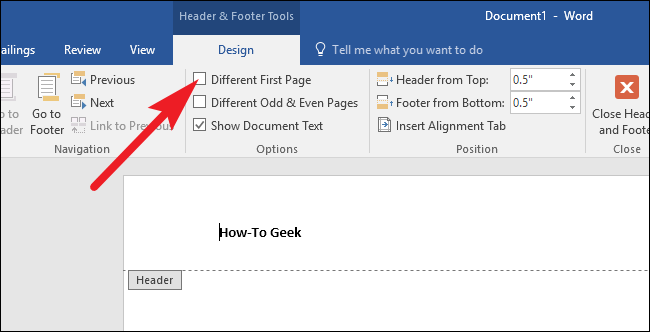 Header & Footer Tools
Document1 - Word
ailings Review View Design Tell me what you want to do
o to
ader
Go to
Footer
Previous
Next
Link to Previous
Navigation
Different First Page
Different Odd & Even Pages
Show Document Text
Options
Header from Top: 0.5"
Footer from Bottom: 0.5"
Insert Alignment Tab
Position
Close Head
and Foote
Close
How-To Geek
Header